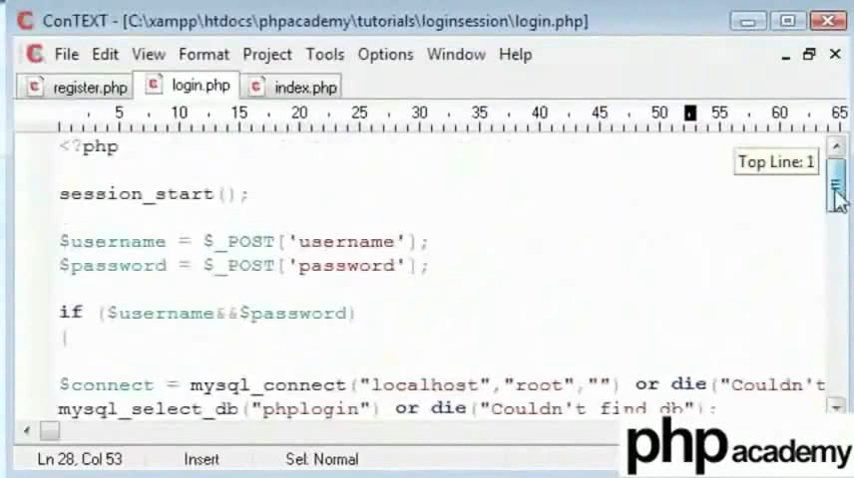 ConTEXT - [C:\xampp\htdocs\phpacademy\tutorials\loginsession\login.php]
File Edit View Format Project Tools Options Window Help
register.php login.php index.php
5 10 15 20 25 30 35 40 45 50 55 60 65
<?php
Top Line: 1
session_start();
$username = $_POST['username'];
$password = $_POST['password'];
if ($username&&$password)
{
$connect = mysql_connect("localhost","root","") or die("Couldn't
mysql_select_db("phplogin") or die("Couldn't find db");
Ln 28, Col 53 Insert Sel: Normal
php academy